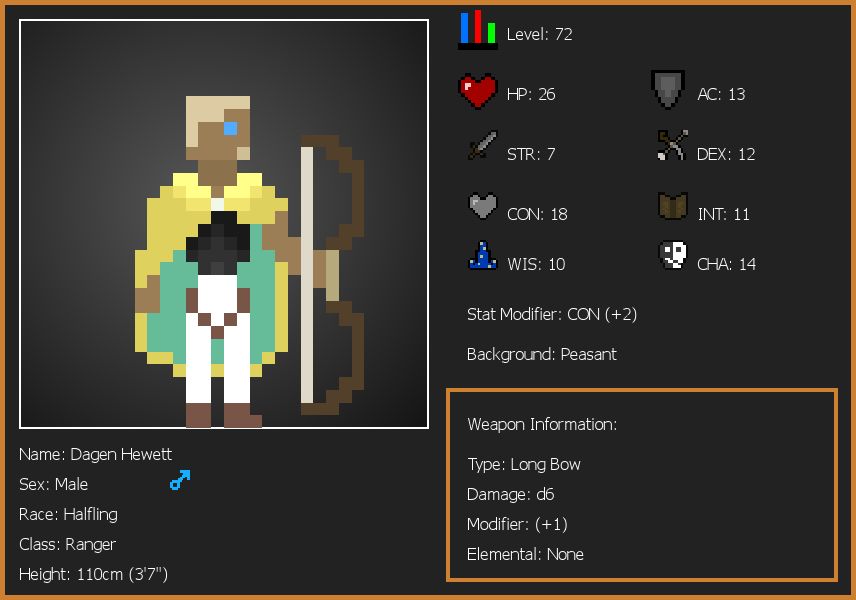 Level: 72
HP: 26
AC: 13
STR: 7
DEX: 12
CON: 18
INT: 11
WIS: 10
CHA: 14
Stat Modifier: CON (+2)
Background: Peasant
Weapon Information:
Type: Long Bow
Damage: d6
Modifier: (+1)
Elemental: None
Name: Dagen Hewett
Sex: Male
Race: Halfling
Class: Ranger
Height: 110cm (3'7")